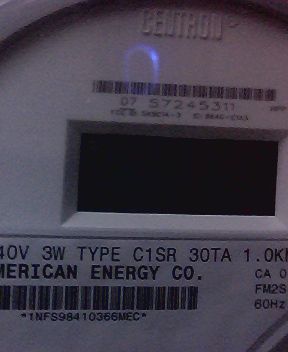 CENTRON
07 57245311
40V 3W TYPE C1SR 30TA 1.0K
MERICAN ENERGY CO.
CA 0
FM2S
60Hz
*1NFS98410366MEC*